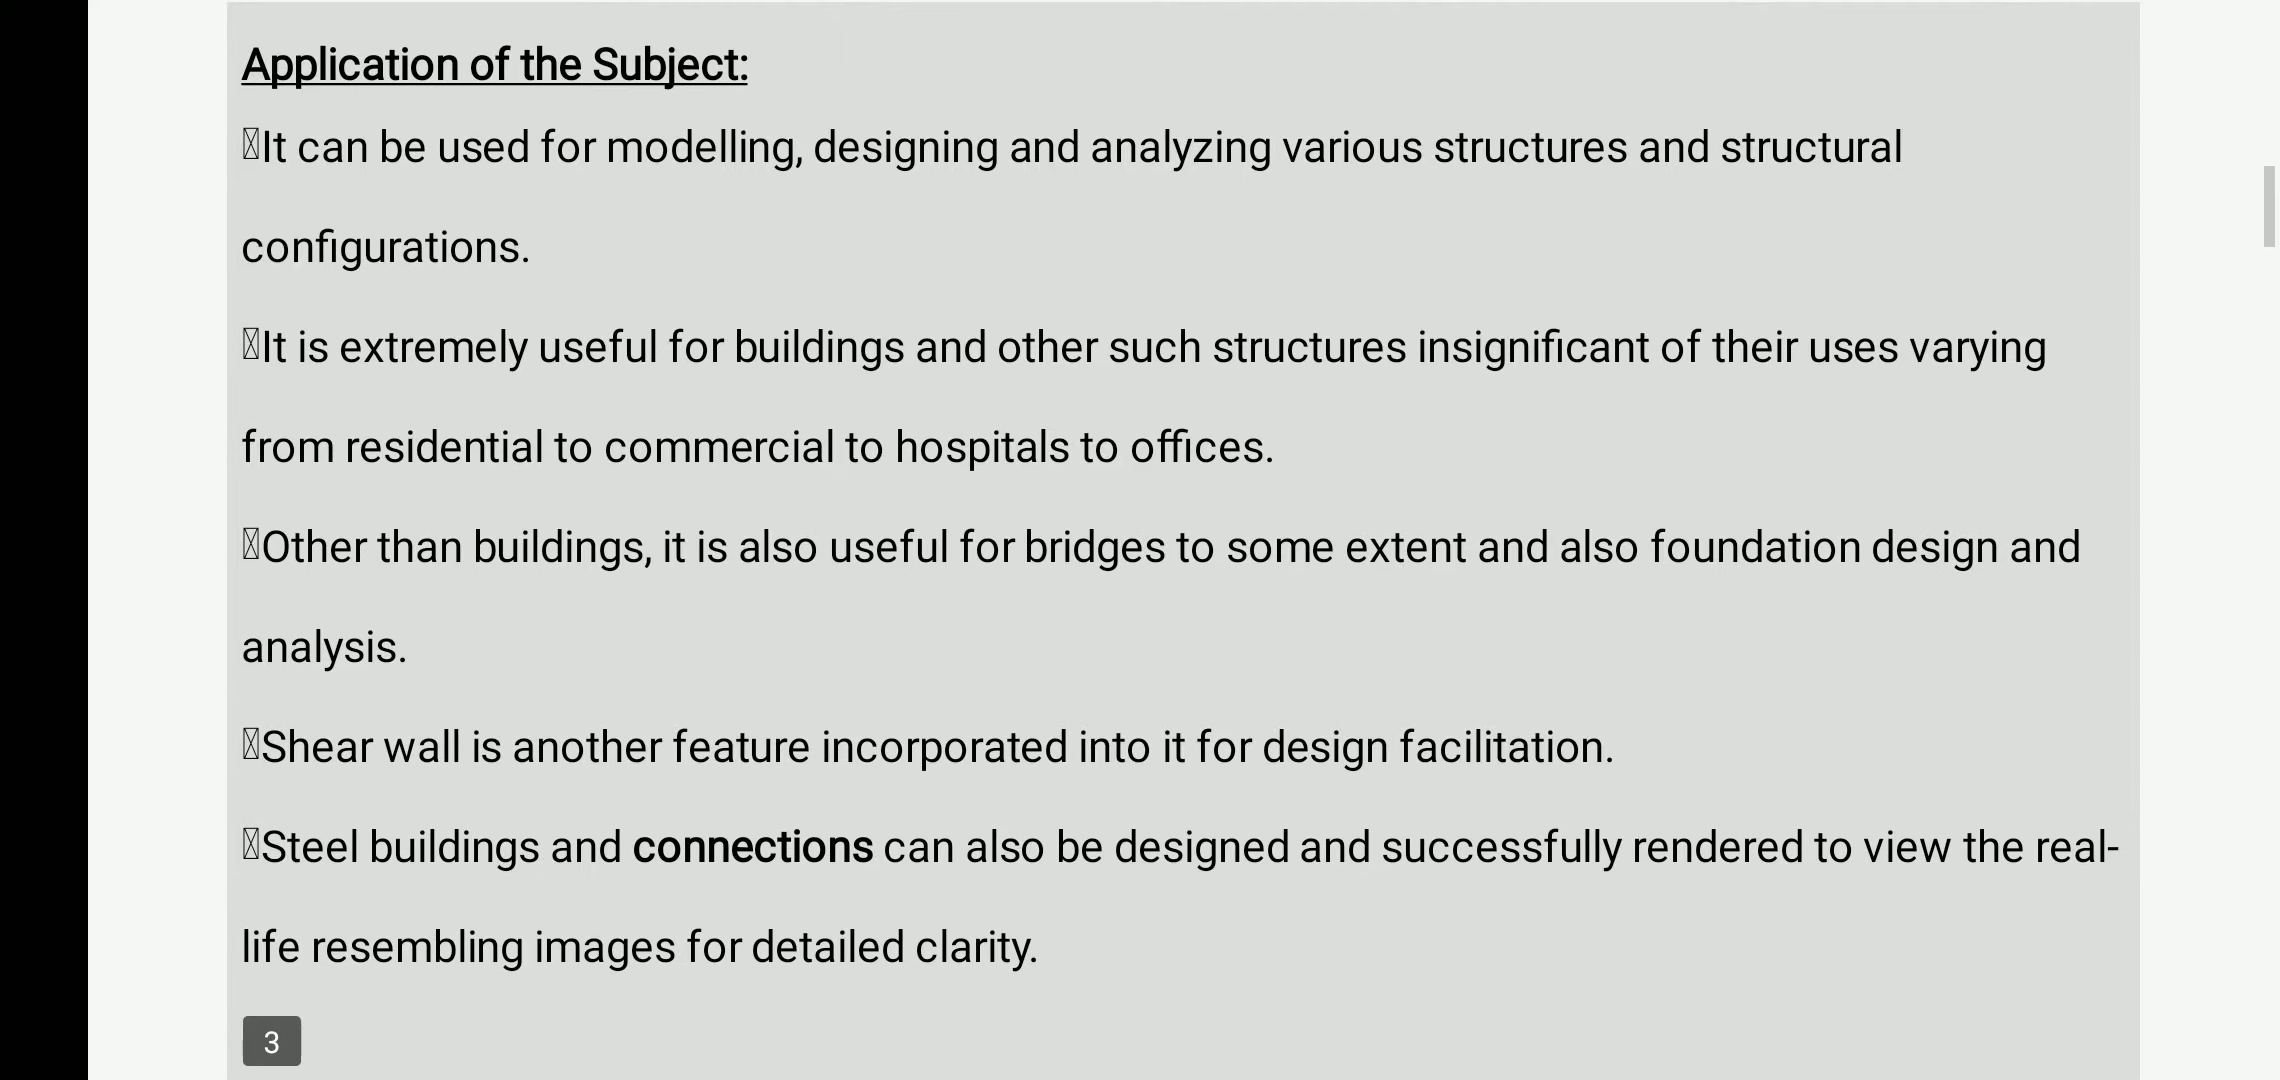 Application of the Subject:
It can be used for modelling, designing and analyzing various structures and structural
configurations.
It is extremely useful for buildings and other such structures insignificant of their uses varying
from residential to commercial to hospitals to offices.
Other than buildings, it is also useful for bridges to some extent and also foundation design and
analysis.
Shear wall is another feature incorporated into it for design facilitation.
Steel buildings and connections can also be designed and successfully rendered to view the real-
life resembling images for detailed clarity.
3